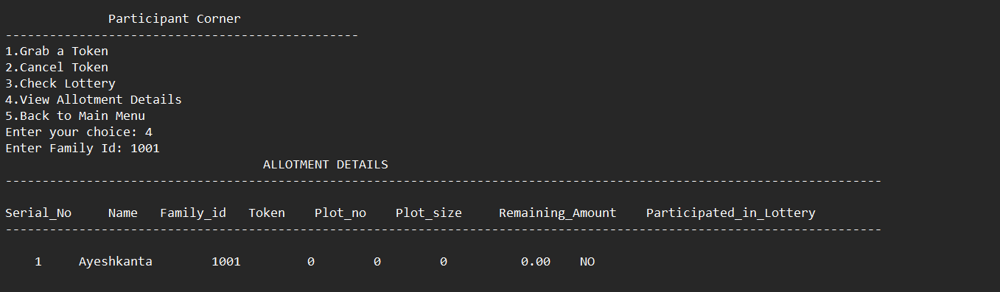 Participant Corner
------------------------------------------------
1.Grab a Token
2.Cancel Token
3.Check Lottery
4.View Allotment Details
5.Back to Main Menu
Enter your choice: 4
Enter Family Id: 1001
ALLOTMENT DETAILS
-----------------------------------------------------------------------------------------------------------------------
Serial_No     Name   Family_id   Token    Plot_no    Plot_size     Remaining_Amount    Participated_in_Lottery
-----------------------------------------------------------------------------------------------------------------------
1     Ayeshkanta        1001         0        0        0          0.00    NO